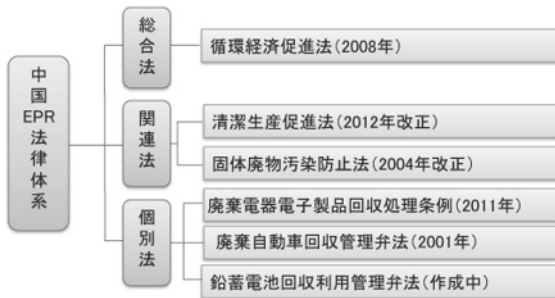 中国EPR法律体系
総合法
循環経済促進法(2008年)
関連法
清潔生産促進法(2012年改正)
固体廃物汚染防止法(2004年改正)
個別法
廃棄電器電子製品回収処理条例(2011年)
廃棄自動車回収管理弁法(2001年)
鉛蓄電池回収利用管理弁法(作成中)